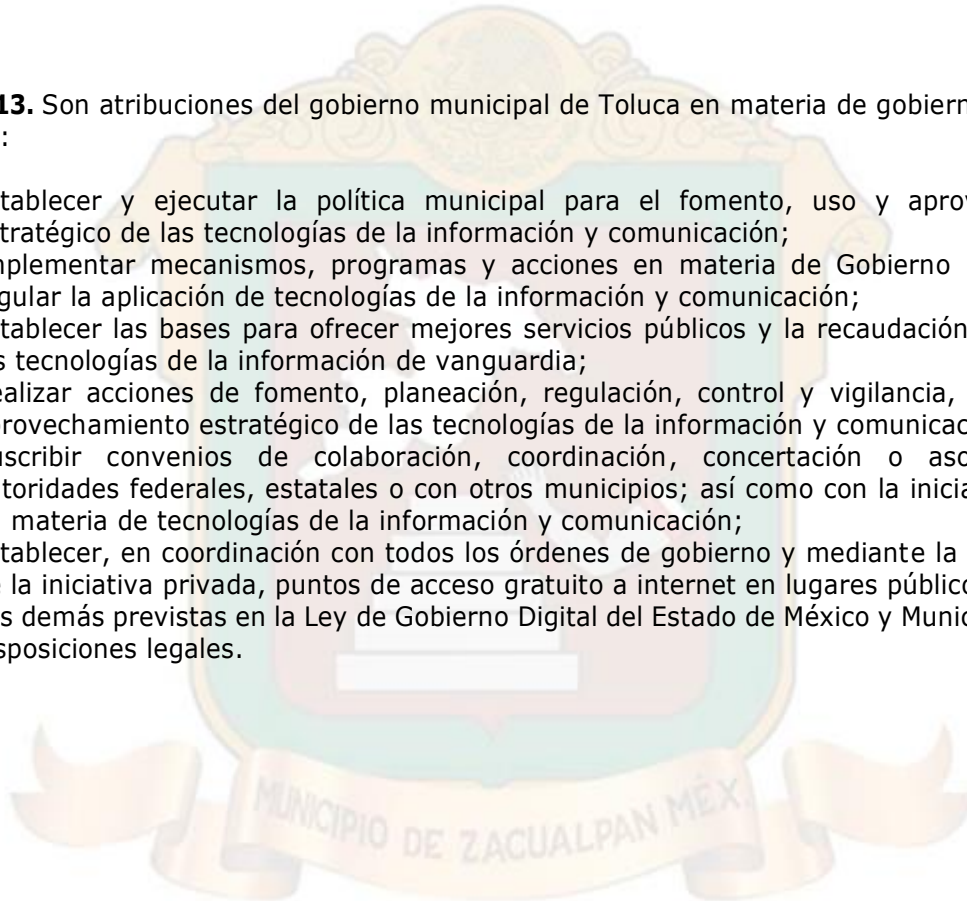 13. Son atribuciones del gobierno municipal de Toluca en materia de gobiern
:
tablecer y ejecutar la política municipal para el fomento, uso y aprov
tratégico de las tecnologías de la información y comunicación;
nplementar mecanismos, programas y acciones en materia de Gobierno
gular la aplicación de tecnologías de la información y comunicación;
tablecer las bases para ofrecer mejores servicios públicos y la recaudación
s tecnologías de la información de vanguardia;
ealizar acciones de fomento, planeación, regulación, control y vigilancia,
rovechamiento estratégico de las tecnologías de la información y comunicac
uscribir convenios de colaboración, coordinación, concertación o aso
toridades federales, estatales o con otros municipios; así como con la inicia
materia de tecnologías de la información y comunicación;
tablecer, en coordinación con todos los órdenes de gobierno y mediante la
e la iniciativa privada, puntos de acceso gratuito a internet en lugares público
s demás previstas en la Ley de Gobierno Digital del Estado de México y Munic
sposiciones legales.
MUNICIPIO DE ZACUALPAN MÉX.